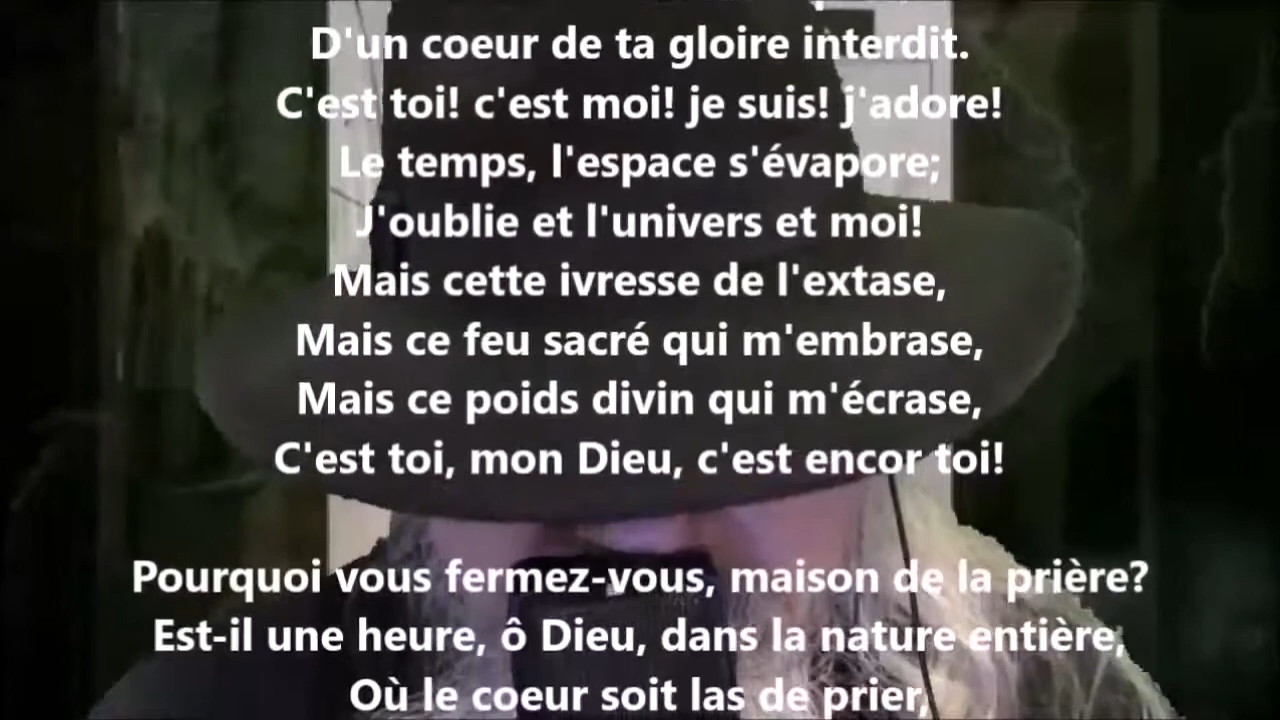 D'un coeur de ta gloire interdit.
C'est toi! c'est moi! je suis! j'adore!
Le temps, l'espace s'évapore;
J'oublie et l'univers et moi!
Mais cette ivresse de l'extase,
Mais ce feu sacré qui m'embrase,
Mais ce poids divin qui m'écrase,
C'est toi, mon Dieu, c'est encor toi!
Pourquoi vous fermez-vous, maison de la prière?
Est-il une heure, ô Dieu, dans la nature entière,
Où le coeur soit las de prier,